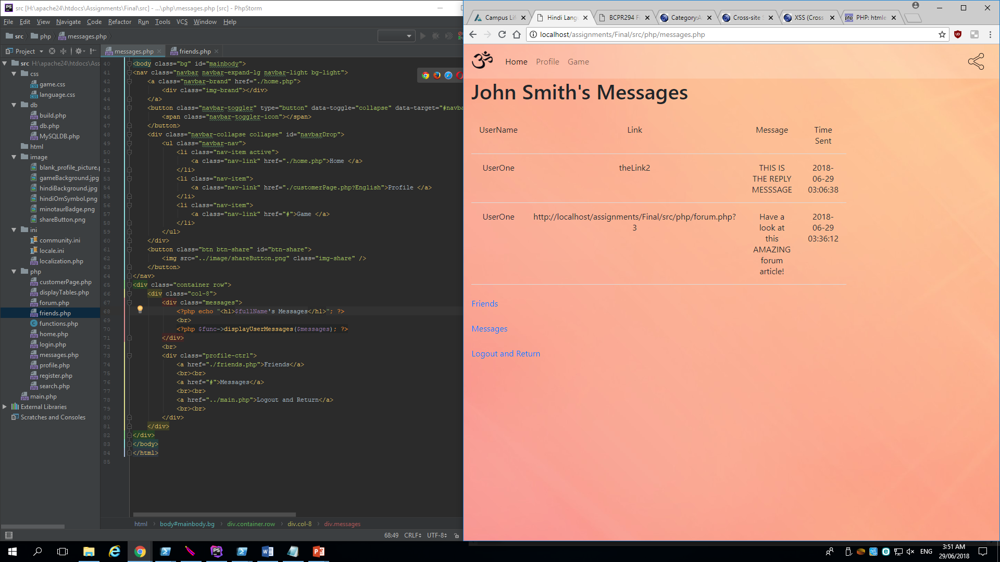 src [H:\apache24\htdocs\Assignments\Final\src] - ...\php\messages.php [src] - PhpStorm
File Edit View Navigate Code Refactor Run Tools VCS Window Help
src php messages.php
Project
messages.php friends.php
src H:\apache24\htdocs\Ass
css
game.css
language.css
db
build.php
db.php
MySQLDB.php
html
image
blank_profile_picture.p
gameBackground.jpg
hindiBackground.jpg
hindiOmSymbol.png
minotaurBadge.png
shareButton.png
ini
community.ini
locale.ini
localization.php
php
customerPage.php
displayTables.php
forum.php
friends.php
functions.php
home.php
login.php
messages.php
profile.php
register.php
search.php
main.php
External Libraries
Scratches and Consoles
40 <body class="bg" id="mainbody">
41 <nav class="navbar navbar-expand-lg navbar-light bg-light">
42 <a class="navbar-brand" href="./home.php">
43 <div class="img-brand"></div>
44 </a>
45 <button class="navbar-toggler" type="button" data-toggle="collapse" data-target="#navba
46 <span class="navbar-toggler-icon"></span>
47 </button>
48 <div class="navbar-collapse collapse" id="navbarDrop">
49 <ul class="navbar-nav">
50 <li class="nav-item active">
51 <a class="nav-link" href="./home.php">Home </a>
52 </li>
53 <li class="nav-item">
54 <a class="nav-link" href="./customerPage.php?English">Profile </a>
55 </li>
56 <li class="nav-item">
57 <a class="nav-link" href="#">Game </a>
58 </li>
59 </ul>
60 </div>
61 <button class="btn btn-share" id="btn-share">
62 <img src="../image/shareButton.png" class="img-share" />
63 </button>
64 </nav>
65 <div class="container row">
66 <div class="col-8">
67 <div class="messages">
68 <?php echo "<h1>$fullName's Messages</h1>"; ?>
69 <br>
70 <?php $func->displayUserMessages($messages); ?>
71 </div>
72 <br>
73 <div class="profile-ctrl">
74 <a href="./friends.php">Friends</a>
75 <br><br>
76 <a href="#">Messages</a>
77 <br><br>
78 <a href="../main.php">Logout and Return</a>
79 <br><br>
80 </div>
81 </div>
82 </div>
83 </body>
84 </html>
85
html body#mainbody.bg div.container.row div.col-8 div.messages
68:49 CRLF UTF-8
Campus Lif Hindi Lang BCPR294 F Category:A Cross-site XSS (Cross PHP: htmle
localhost/assignments/Final/src/php/messages.php
ॐ Home Profile Game
John Smith's Messages
UserName Link Message Time
Sent
UserOne theLink2 THIS IS 2018-
THE REPLY 06-29
MESSSAGE 03:06:38
UserOne http://localhost/assignments/Final/src/php/forum.php? Have a 2018-
3 look at 06-29
this 03:36:12
AMAZING
forum
article!
Friends
Messages
Logout and Return
ENG 3:51 AM
29/06/2018